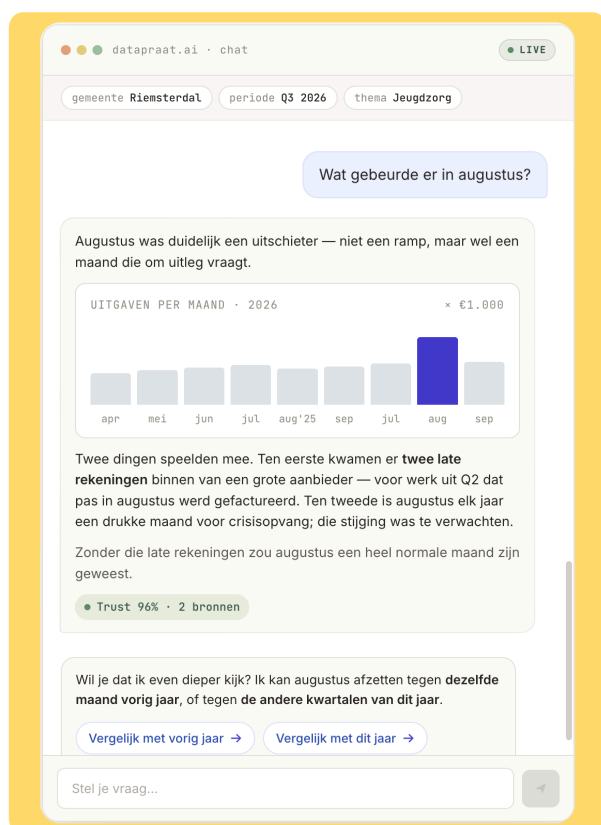 datapraat.ai · chat
LIVE
gemeente Riemsterdal periode Q3 2026 thema Jeugdzorg
Wat gebeurde er in augustus?
Augustus was duidelijk een uitschieter — niet een ramp, maar wel een
maand die om uitleg vraagt.
UITGAVEN PER MAAND · 2026
× €1.000
apr mei jun jul aug'25 sep jul aug sep
Twee dingen speelden mee. Ten eerste kwamen er twee late
rekeningen binnen van een grote aanbieder — voor werk uit Q2 dat
pas in augustus werd gefactureerd. Ten tweede is augustus elk jaar
een drukke maand voor crisisopvang; die stijging was te verwachten.
Zonder die late rekeningen zou augustus een heel normale maand zijn
geweest.
Trust 96% · 2 bronnen
Wil je dat ik even dieper kijk? Ik kan augustus afzetten tegen dezelfde
maand vorig jaar, of tegen de andere kwartalen van dit jaar.
Vergelijk met vorig jaar → Vergelijk met dit jaar →
Stel je vraag...